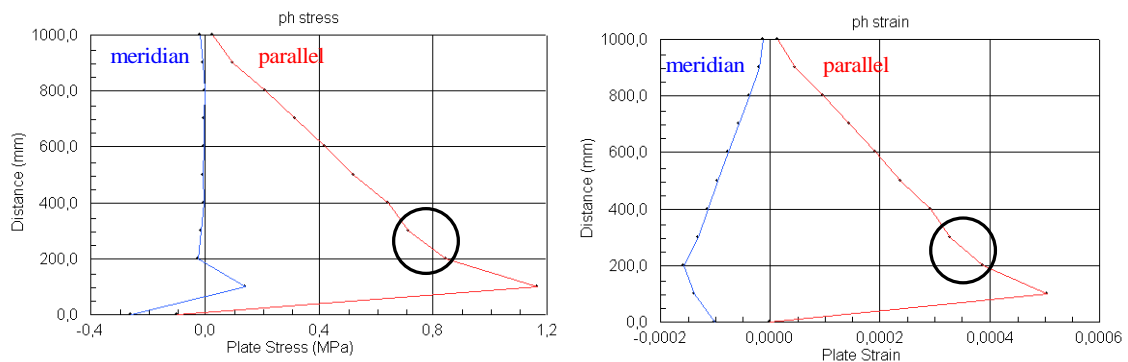 ph stress
1000,0
800,0
600,0
400,0
200,0
0,0
Distance (mm)
meridian
parallel
-0,4
0,0
0,4
0,8
1,2
Plate Stress (MPa)
ph strain
1000,0
800,0
600,0
400,0
200,0
0,0
Distance (mm)
meridian
parallel
-0,0002
0,0000
0,0002
0,0004
0,0006
Plate Strain